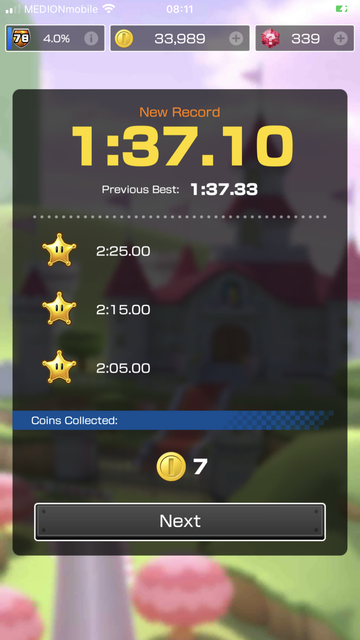 MEDIONmobile 08:11
78 4.0% i 33,989 + 339 +
New Record
1:37.10
Previous Best: 1:37.33
2:25.00
2:15.00
2:05.00
Coins Collected:
7
Next